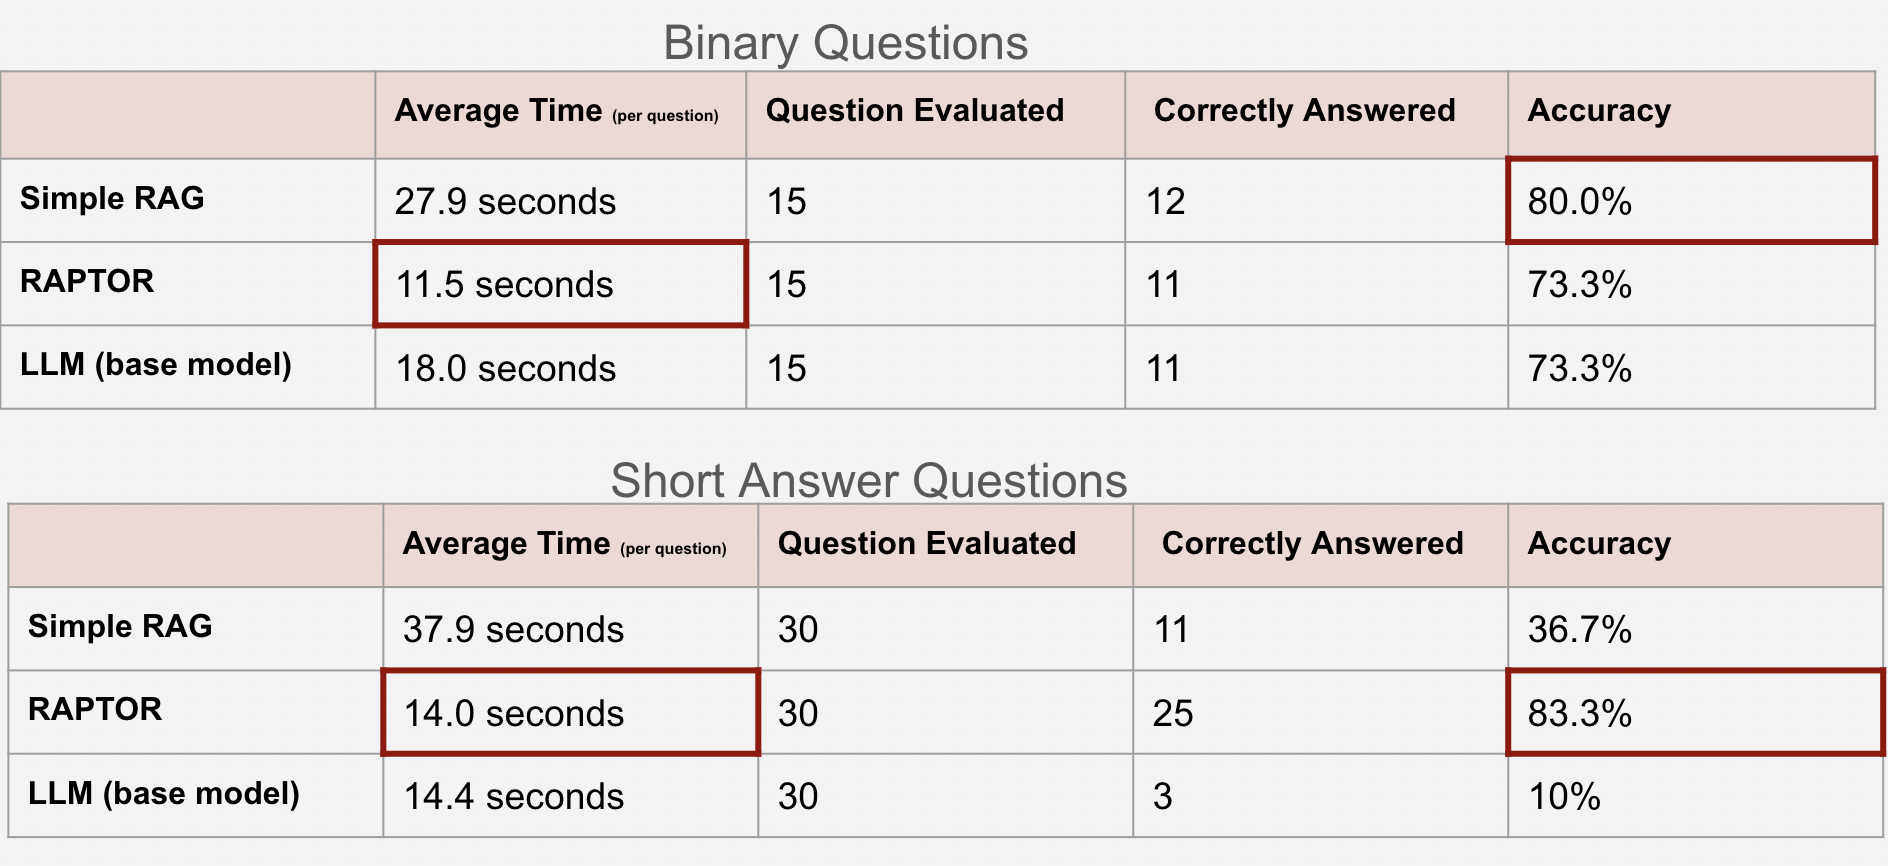 Binary Questions
Average Time (per question) Question Evaluated Correctly Answered Accuracy
Simple RAG 27.9 seconds 15 12 80.0%
RAPTOR 11.5 seconds 15 11 73.3%
LLM (base model) 18.0 seconds 15 11 73.3%
Short Answer Questions
Average Time (per question) Question Evaluated Correctly Answered Accuracy
Simple RAG 37.9 seconds 30 11 36.7%
RAPTOR 14.0 seconds 30 25 83.3%
LLM (base model) 14.4 seconds 30 3 10%